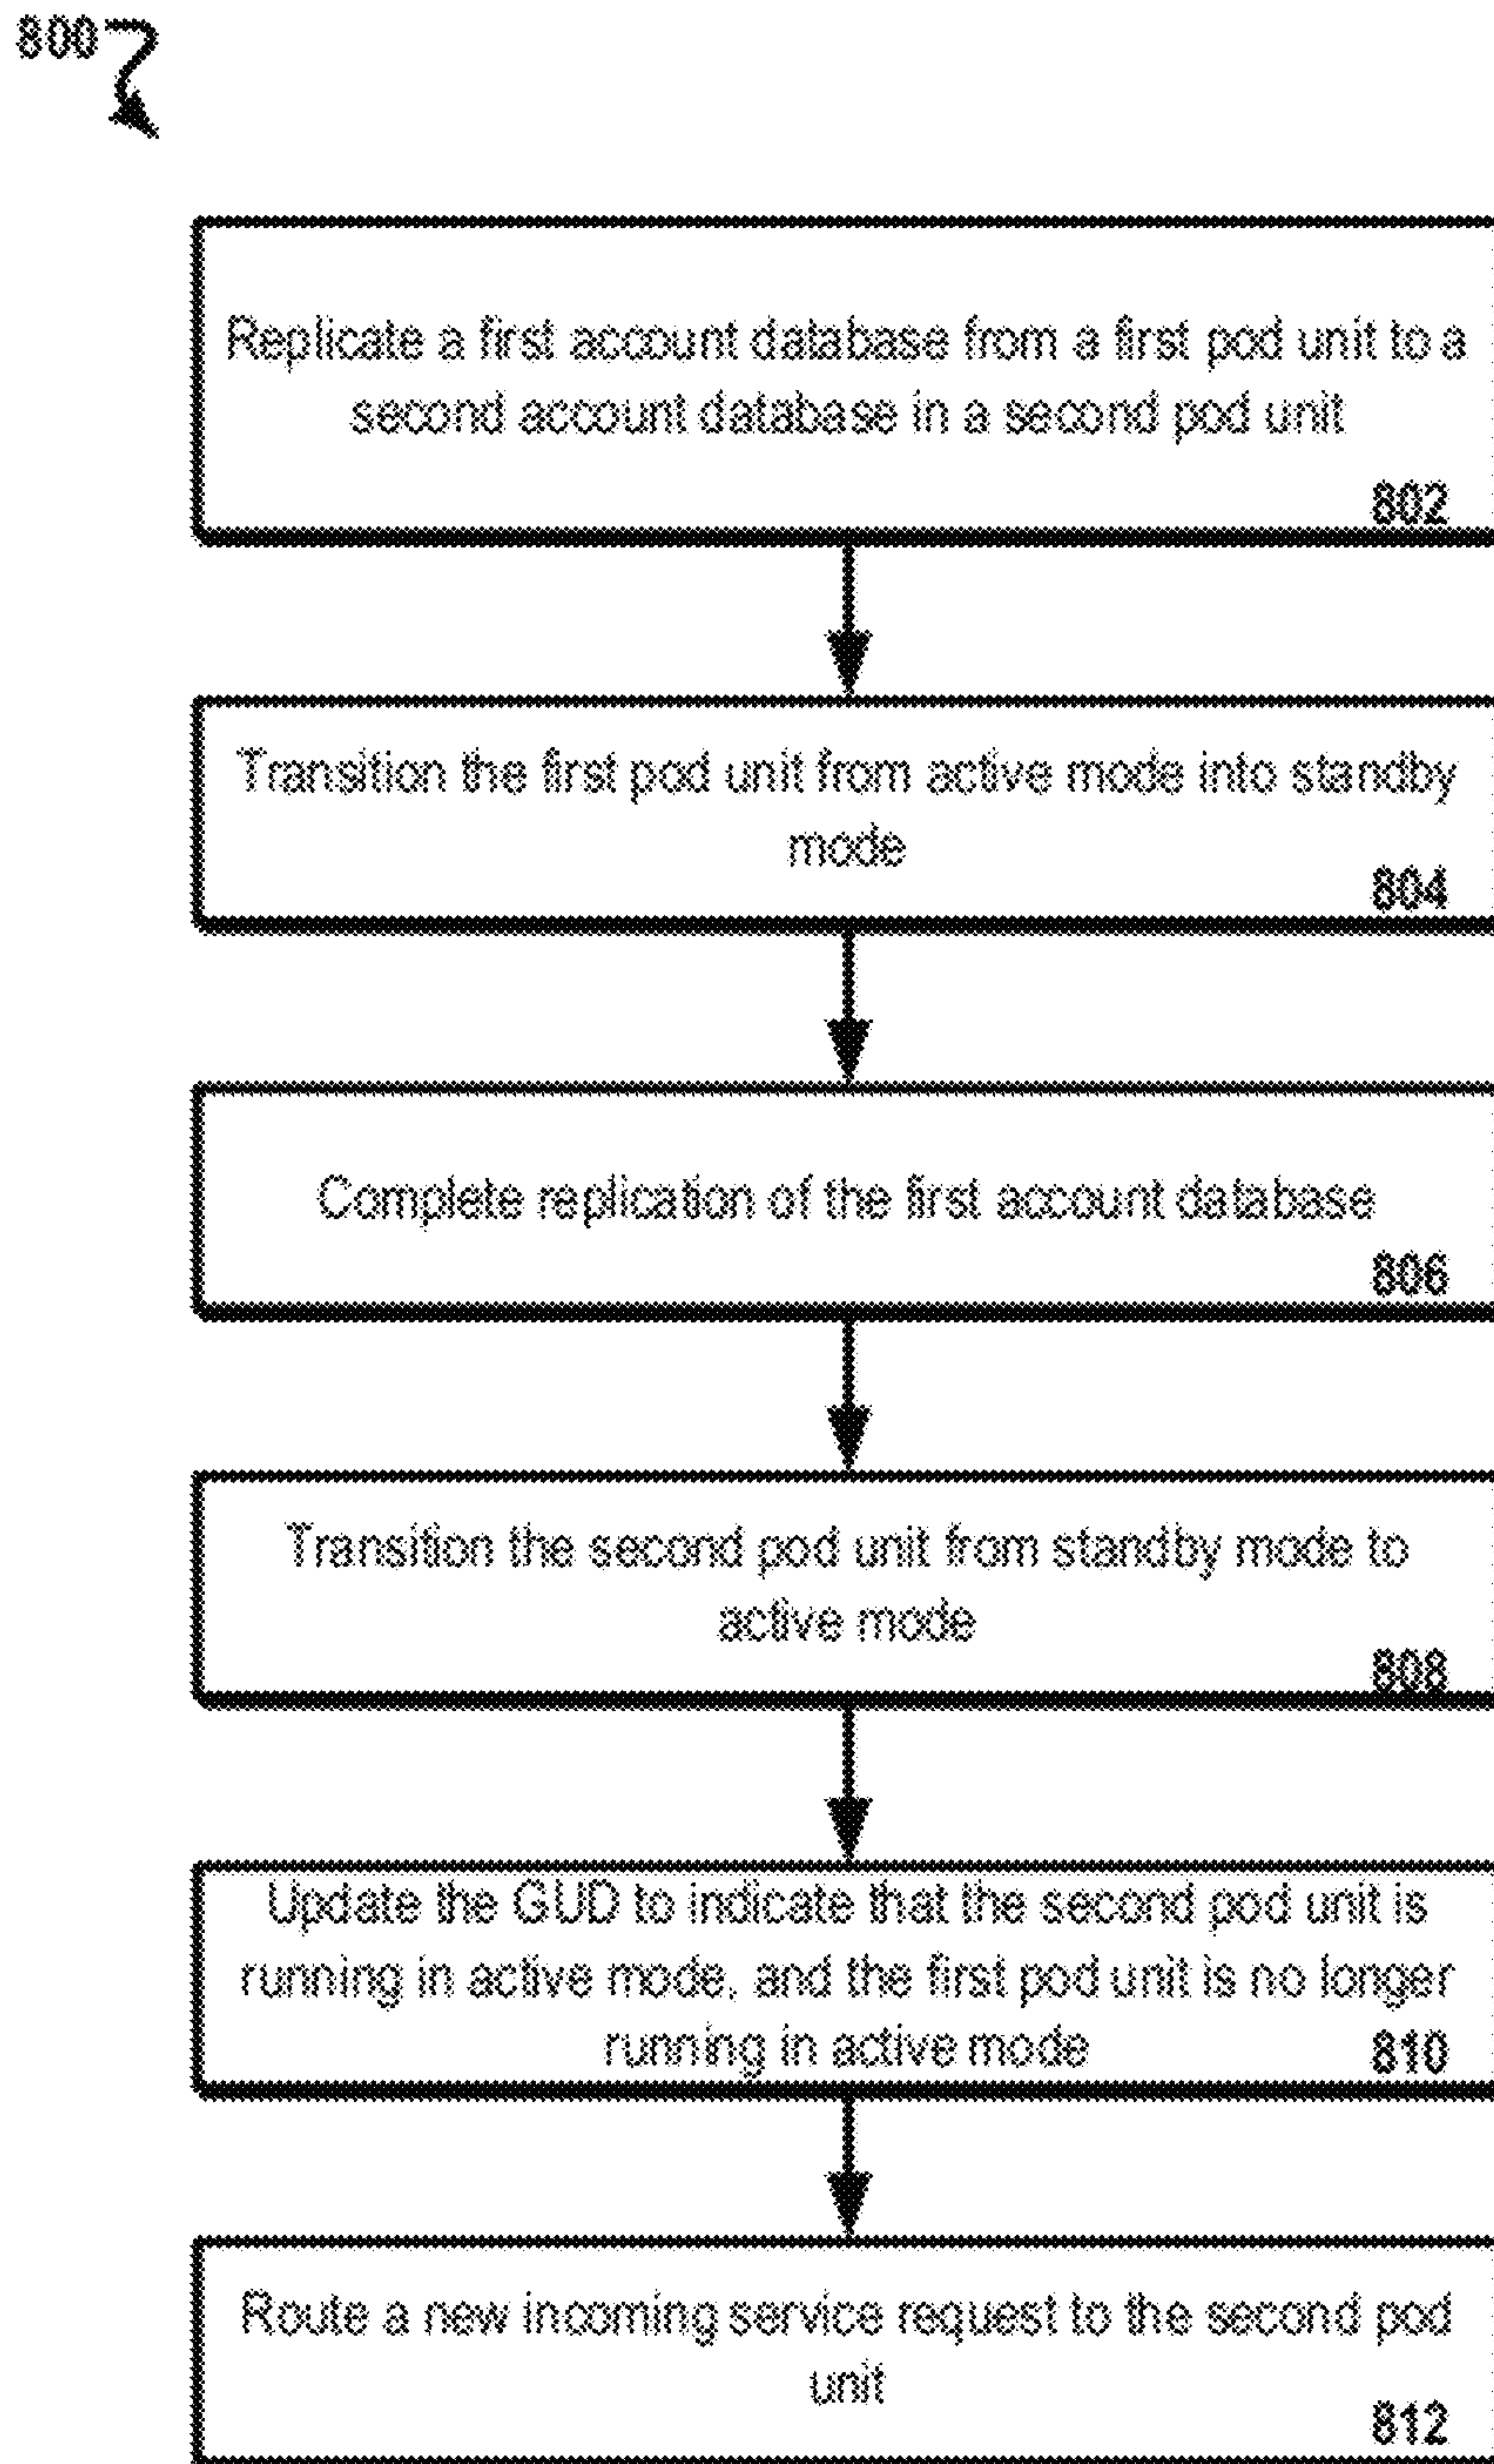 800
Replicate a first account database from a first pod unit to a
second account database in a second pod unit
802
Transition the first pod unit from active mode into standby
mode
804
Complete replication of the first account database
806
Transition the second pod unit from standby mode to
active mode
808
Update the GUD to indicate that the second pod unit is
running in active mode, and the first pod unit is no longer
running in active mode
810
Route a new incoming service request to the second pod
unit
812